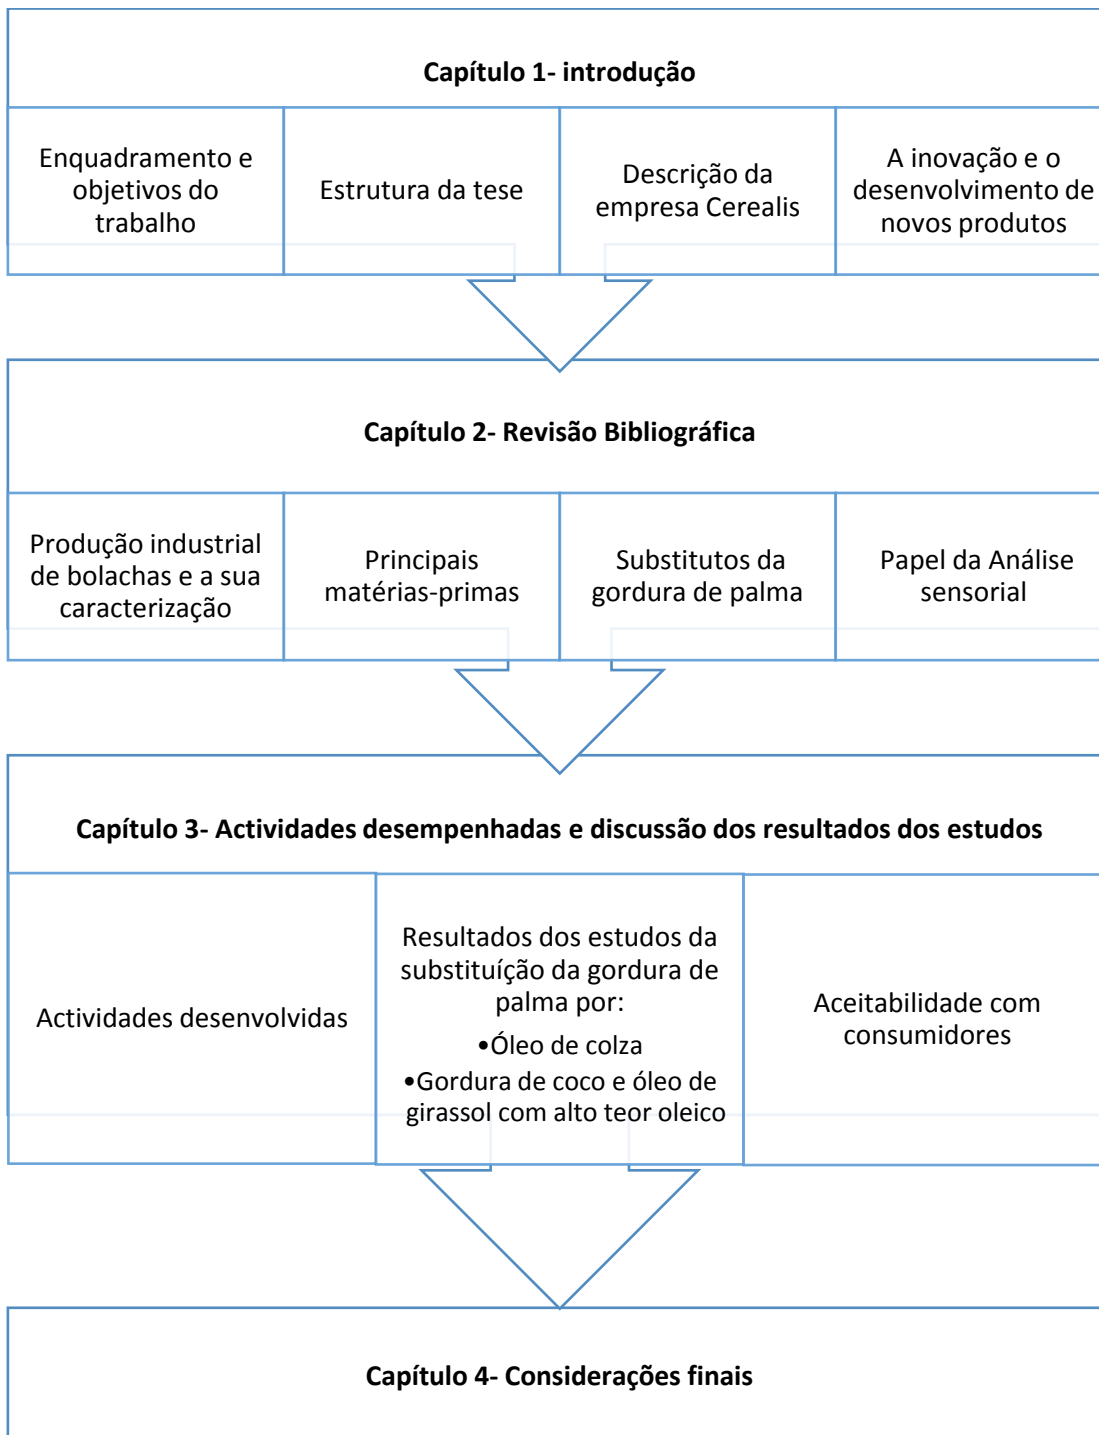 Capítulo 1- introdução
Enquadramento e
objetivos do
trabalho
Estrutura da tese
Descrição da
empresa Cerealis
A inovação e o
desenvolvimento de
novos produtos
Capítulo 2- Revisão Bibliográfica
Produção industrial
de bolachas e a sua
caracterização
Principais
matérias-primas
Substitutos da
gordura de palma
Papel da Análise
sensorial
Capítulo 3- Actividades desempenhadas e discussão dos resultados dos estudos
Actividades desenvolvidas
Resultados dos estudos da
substituíção da gordura de
palma por:
•Óleo de colza
•Gordura de coco e óleo de
girassol com alto teor oleico
Aceitabilidade com
consumidores
Capítulo 4- Considerações finais